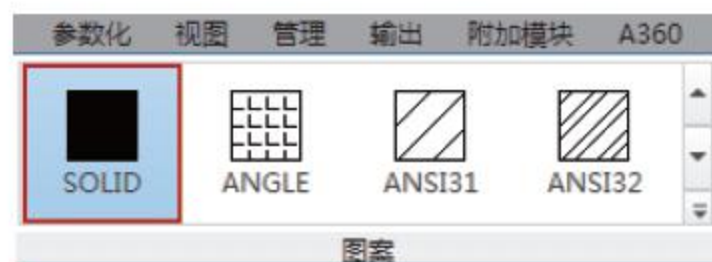 参数化 视图 管理 输出 附加模块 A360
SOLID ANGLE ANSI31 ANSI32
图案